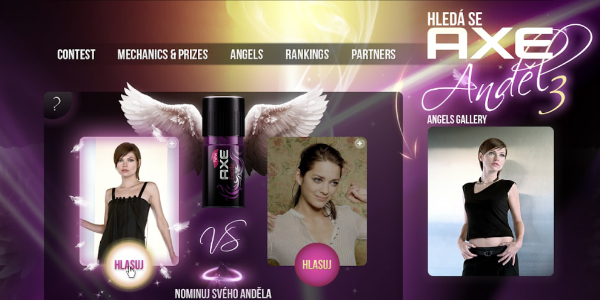 HLEDÁ SE
AXE
Anděl 3
CONTEST MECHANICS & PRIZES ANGELS RANKINGS PARTNERS
?
ANGELS GALLERY
AXE
VS
HLASUJ
HLASUJ
NOMINUJ SVÉHO ANDĚLA